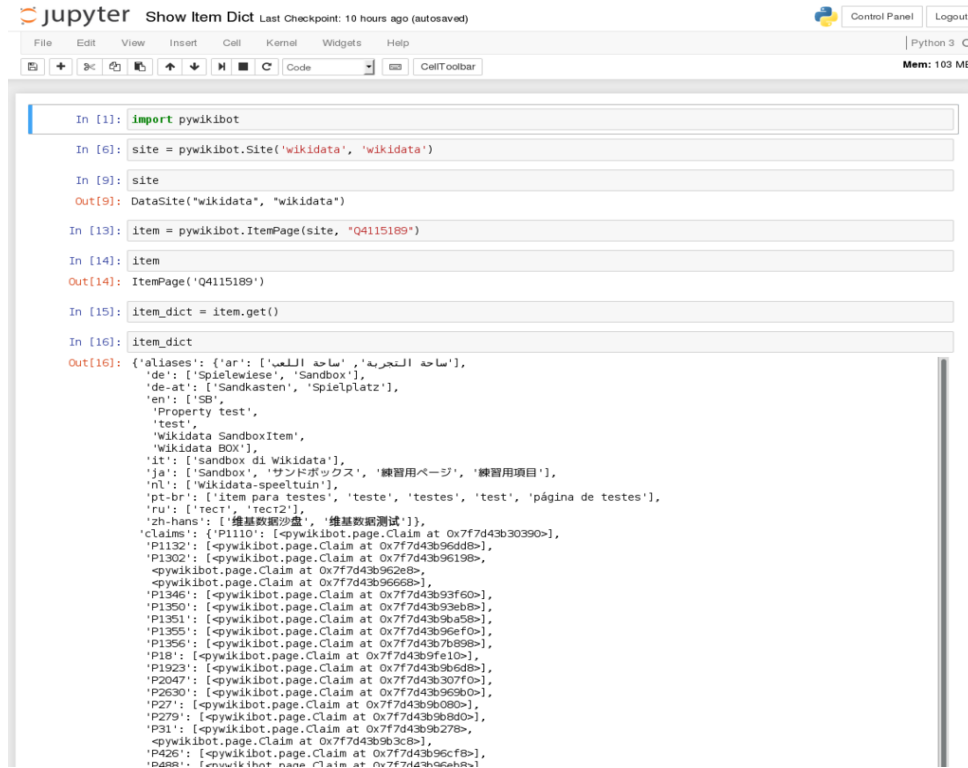 jupyter Show Item Dict Last Checkpoint: 10 hours ago (autosaved)
Control Panel Logout
File Edit View Insert Cell Kernel Widgets Help
Python 3
Code CellToolbar
Mem: 103 MB
In [1]: import pywikibot
In [6]: site = pywikibot.Site('wikidata', 'wikidata')
In [9]: site
Out[9]: DataSite("wikidata", "wikidata")
In [13]: item = pywikibot.ItemPage(site, "Q4115189")
In [14]: item
Out[14]: ItemPage('Q4115189')
In [15]: item_dict = item.get()
In [16]: item_dict
Out[16]: {'aliases': {'ar': ['ساحة التجربة', 'ساحة اللعب'],
'de': ['Spielewiese', 'Sandbox'],
'de-at': ['Sandkasten', 'Spielplatz'],
'en': ['SB',
'Property test',
'test',
'Wikidata SandboxItem',
'Wikidata BOX'],
'it': ['sandbox di Wikidata'],
'ja': ['Sandbox', 'サンドボックス', '練習用ページ', '練習用項目'],
'nl': ['Wikidata-speeltuin'],
'pt-br': ['item para testes', 'teste', 'testes', 'test', 'página de testes'],
'ru': ['тест', 'тест2'],
'zh-hans': ['维基数据沙盘', '维基数据测试']},
'claims': {'P1110': [<pywikibot.page.Claim at 0x7f7d43b30390>],
'P1132': [<pywikibot.page.Claim at 0x7f7d43b96dd8>],
'P1302': [<pywikibot.page.Claim at 0x7f7d43b96198>,
<pywikibot.page.Claim at 0x7f7d43b962e8>,
<pywikibot.page.Claim at 0x7f7d43b96668>],
'P1346': [<pywikibot.page.Claim at 0x7f7d43b93f60>],
'P1350': [<pywikibot.page.Claim at 0x7f7d43b93eb8>],
'P1351': [<pywikibot.page.Claim at 0x7f7d43b9ba58>],
'P1355': [<pywikibot.page.Claim at 0x7f7d43b96ef0>],
'P1356': [<pywikibot.page.Claim at 0x7f7d43b7b898>],
'P18': [<pywikibot.page.Claim at 0x7f7d43b9fe10>],
'P1923': [<pywikibot.page.Claim at 0x7f7d43b9b6d8>],
'P2047': [<pywikibot.page.Claim at 0x7f7d43b307f0>],
'P2630': [<pywikibot.page.Claim at 0x7f7d43b969b0>],
'P27': [<pywikibot.page.Claim at 0x7f7d43b9b080>],
'P279': [<pywikibot.page.Claim at 0x7f7d43b9b8d0>],
'P31': [<pywikibot.page.Claim at 0x7f7d43b9b278>,
<pywikibot.page.Claim at 0x7f7d43b9b3c8>],
'P426': [<pywikibot.page.Claim at 0x7f7d43b96cf8>],
'P488': [<pywikibot.page.Claim at 0x7f7d43b96eb8>]